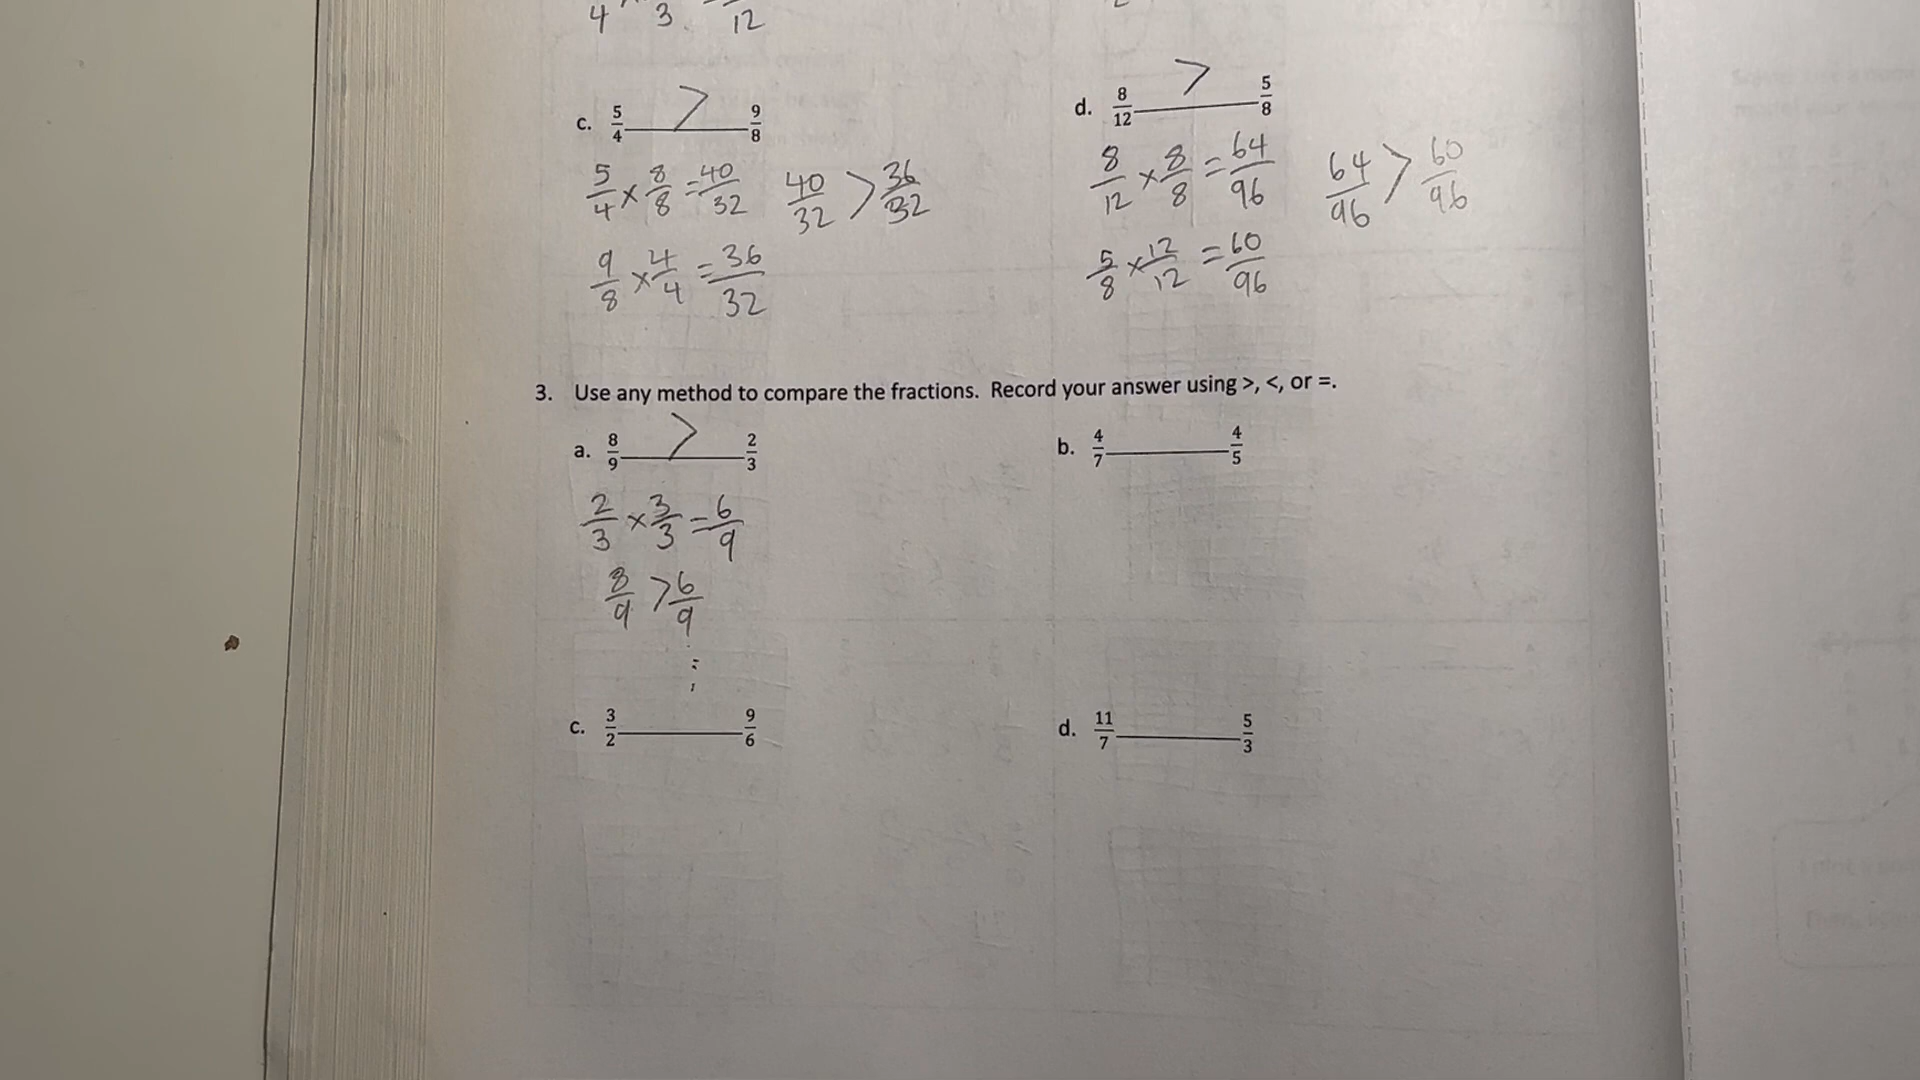 4 × 3 12
c. 5/4 > 9/8
5/4 × 8/8 = 40/32 40/32 > 36/32
9/8 × 4/4 = 36/32
d. 8/12 > 5/8
8/12 × 8/8 = 64/96 64/96 > 60/96
5/8 × 12/12 = 60/96
3. Use any method to compare the fractions. Record your answer using >, <, or =.
a. 8/9 > 2/3
2/3 × 3/3 = 6/9
8/9 > 6/9
b. 4/7 ____ 4/5
c. 3/2 ____ 9/6
d. 11/7 ____ 5/3